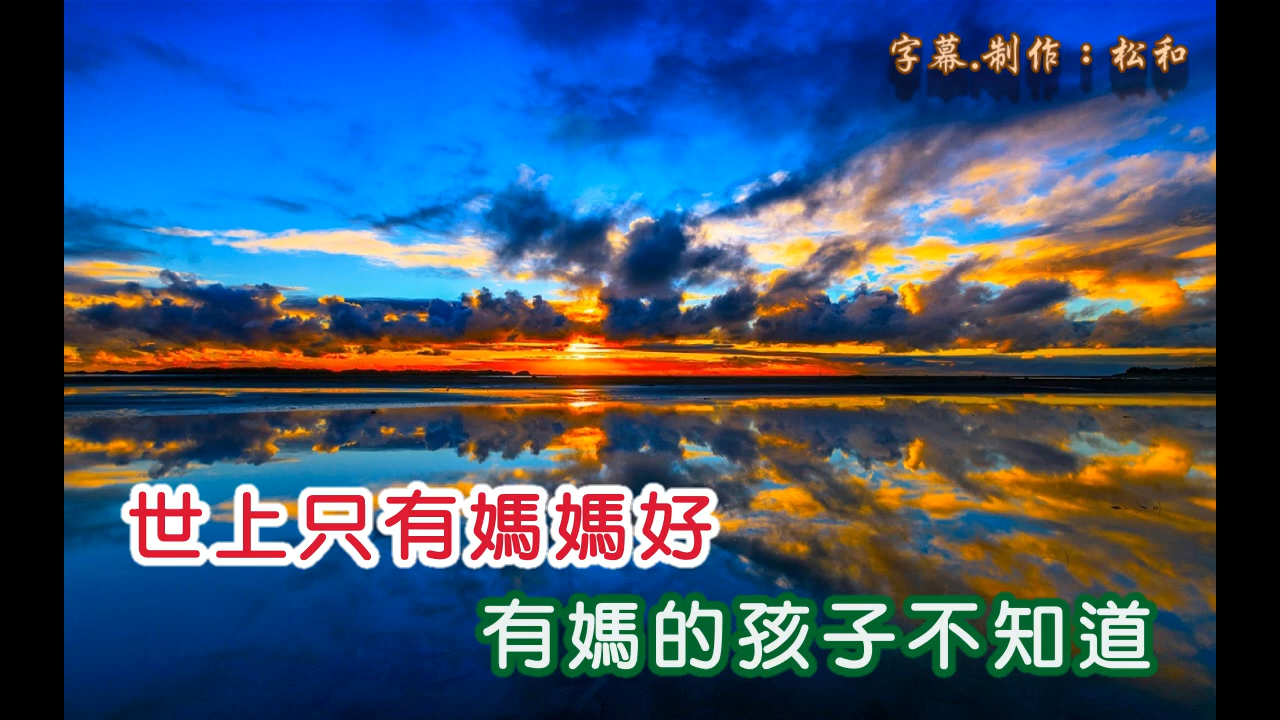 字幕.制作：松和
世上只有媽媽好
有媽的孩子不知道